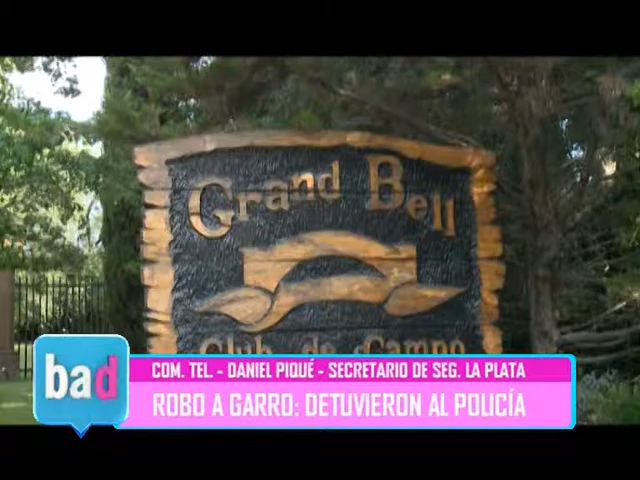 Grand Bell
Club de Campo
bad
COM. TEL. - DANIEL PIQUÉ - SECRETARIO DE SEG. LA PLATA
ROBO A GARRO: DETUVIERON AL POLICÍA